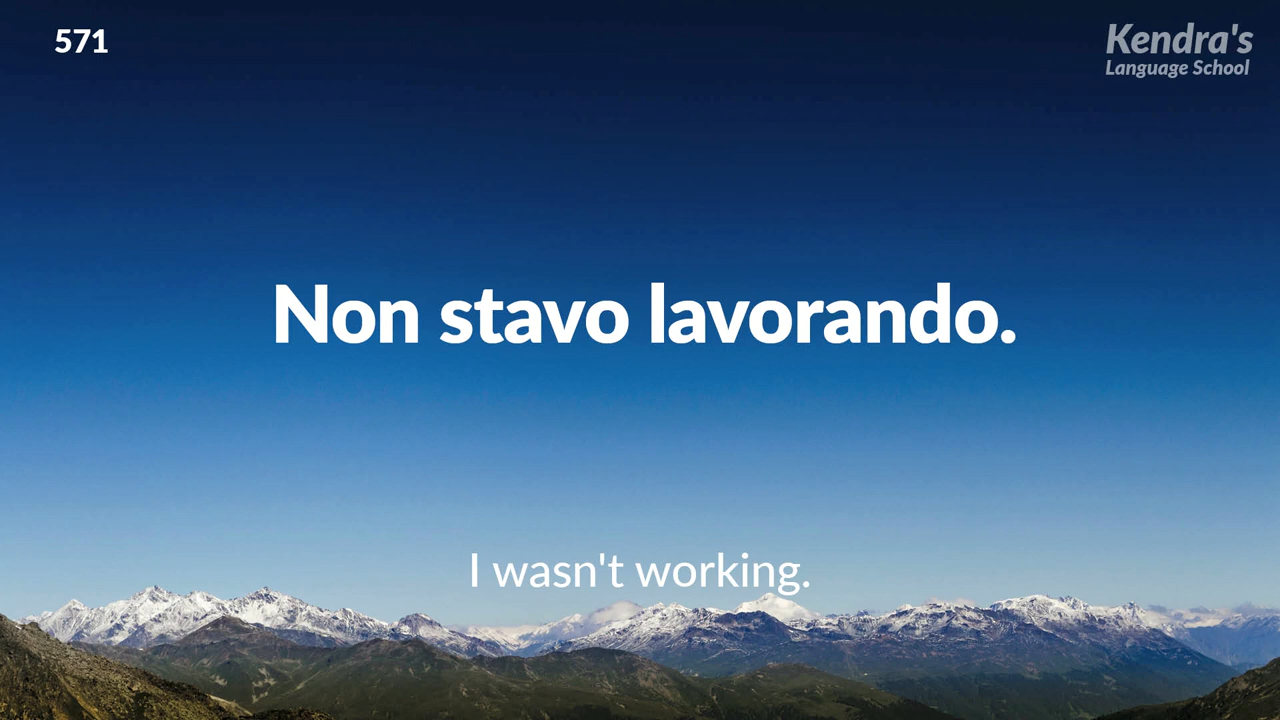 571
Kendra's
Language School
Non stavo lavorando.
I wasn't working.